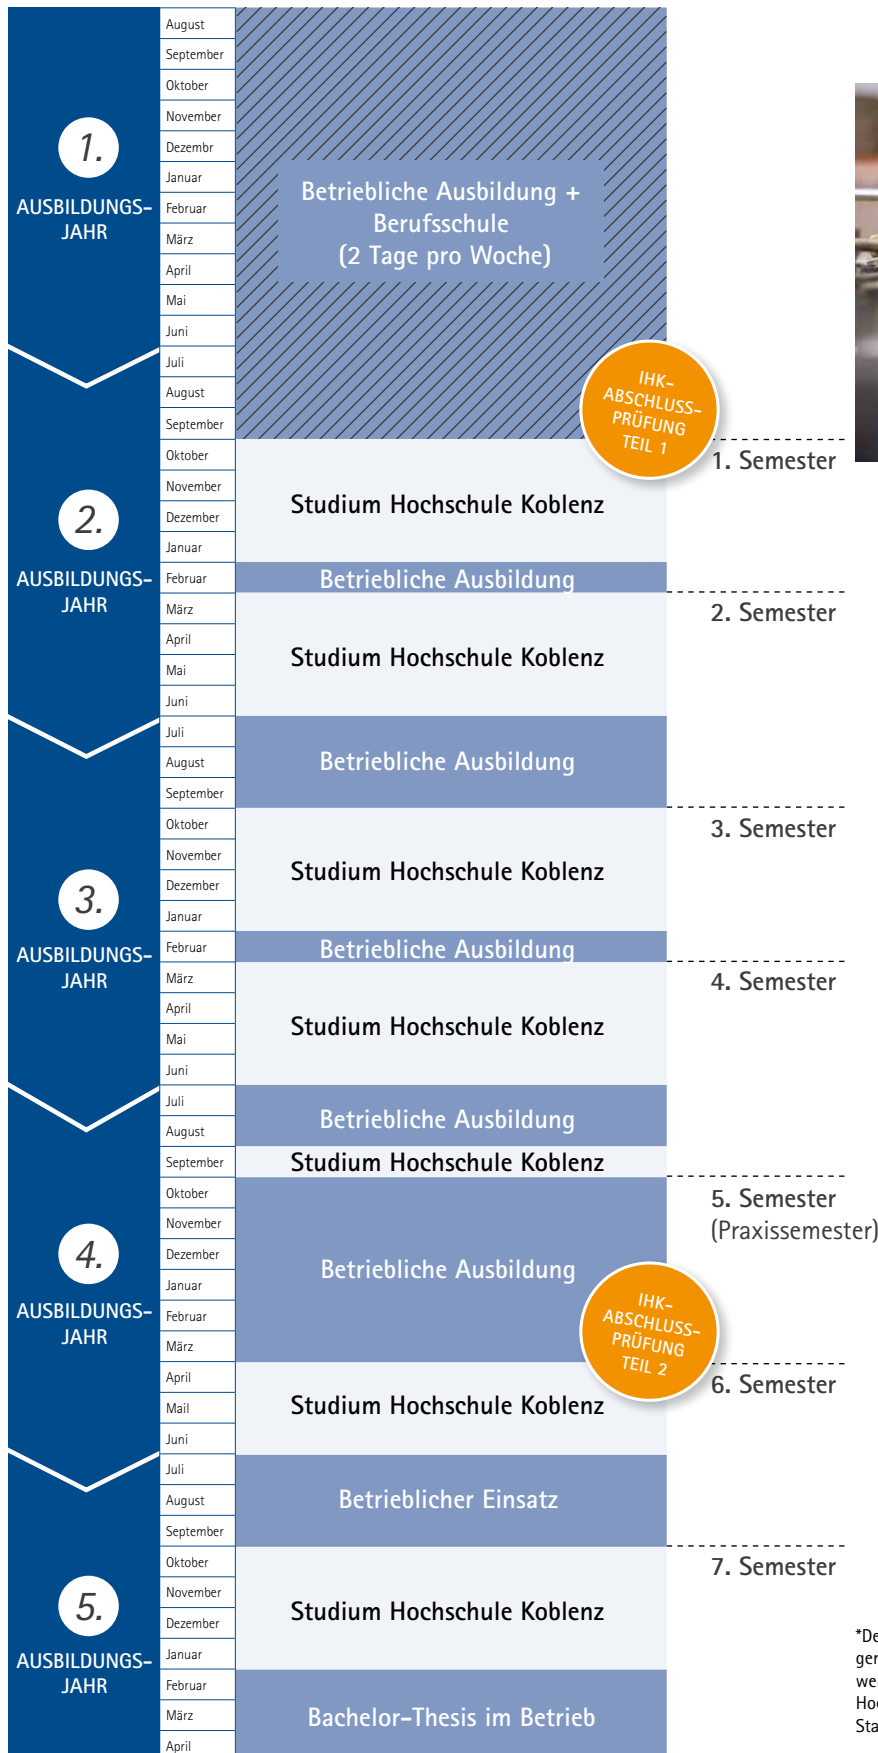 1.
AUSBILDUNGS-
JAHR
August
September
Oktober
November
Dezembr
Januar
Februar
März
April
Mai
Juni
Juli
Betriebliche Ausbildung +
Berufsschule
(2 Tage pro Woche)
IHK-
ABSCHLUSS-
PRÜFUNG
TEIL 1
2.
AUSBILDUNGS-
JAHR
August
September
Oktober
November
Dezember
Januar
Februar
März
April
Mai
Juni
Juli
1. Semester
Studium Hochschule Koblenz
Betriebliche Ausbildung
2. Semester
Studium Hochschule Koblenz
Betriebliche Ausbildung
3.
AUSBILDUNGS-
JAHR
August
September
Oktober
November
Dezember
Januar
Februar
März
April
Mai
Juni
Juli
3. Semester
Studium Hochschule Koblenz
Betriebliche Ausbildung
4. Semester
Studium Hochschule Koblenz
Betriebliche Ausbildung
4.
AUSBILDUNGS-
JAHR
August
September
Oktober
November
Dezember
Januar
Februar
März
April
Mail
Juni
Juli
Studium Hochschule Koblenz
5. Semester
(Praxissemester)
Betriebliche Ausbildung
IHK-
ABSCHLUSS-
PRÜFUNG
TEIL 2
6. Semester
Studium Hochschule Koblenz
Betrieblicher Einsatz
5.
AUSBILDUNGS-
JAHR
August
September
Oktober
November
Dezember
Januar
Februar
März
April
7. Semester
Studium Hochschule Koblenz
Bachelor-Thesis im Betrieb